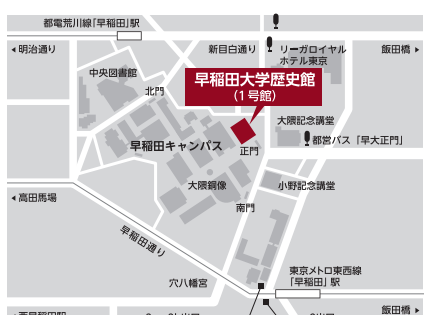 都電荒川線「早稲田」駅
明治通り
新目白通り
リーガロイヤル
ホテル東京
飯田橋
中央図書館
北門
早稲田大学歴史館
(1号館)
大隈記念講堂
早稲田キャンパス
正門
都営バス「早大正門」
大隈銅像
小野記念講堂
高田馬場
南門
早稲田通り
穴八幡宮
東京メトロ東西線
「早稲田」駅
飯田橋